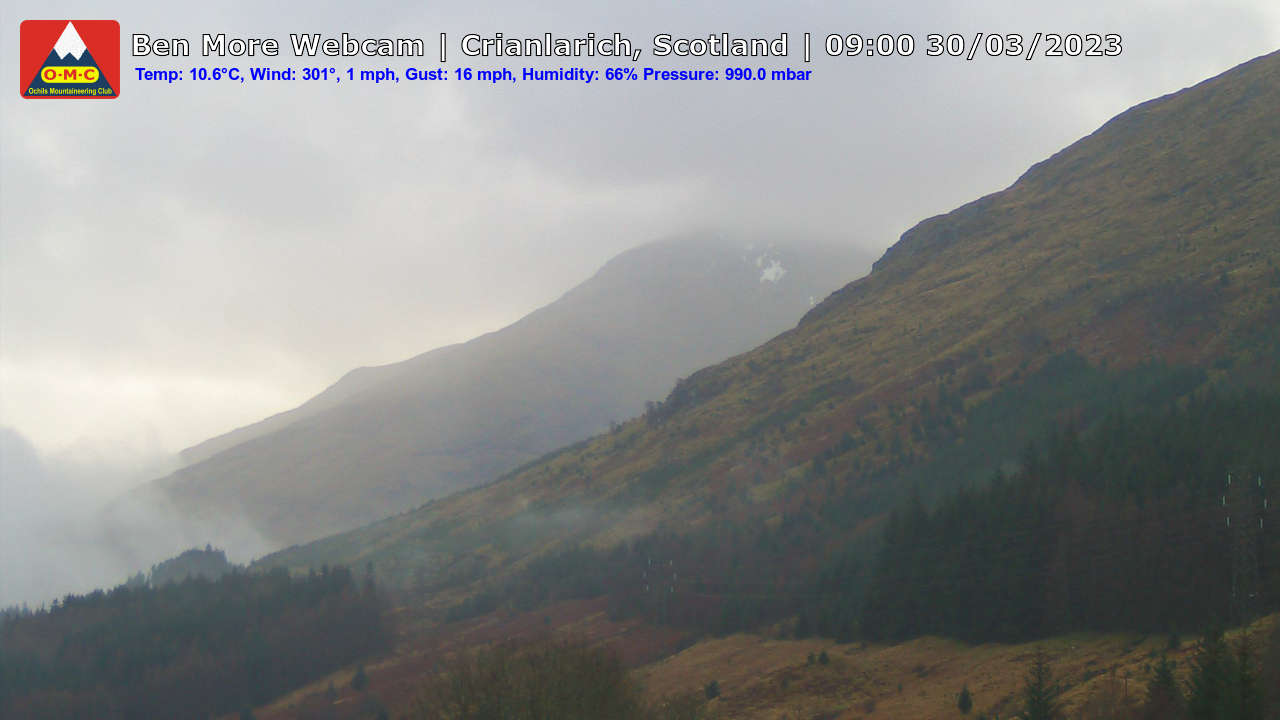 Ben More Webcam | Crianlarich, Scotland | 09:00 30/03/2023
Temp: 10.6°C, Wind: 301°, 1 mph, Gust: 16 mph, Humidity: 66% Pressure: 990.0 mbar
O-M-C
Ochils Mountaineering Club